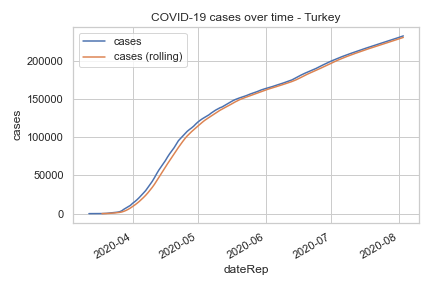 COVID-19 cases over time - Turkey
cases
cases (rolling)
cases
200000
150000
100000
50000
0
2020-04
2020-05
2020-06
2020-07
2020-08
dateRep